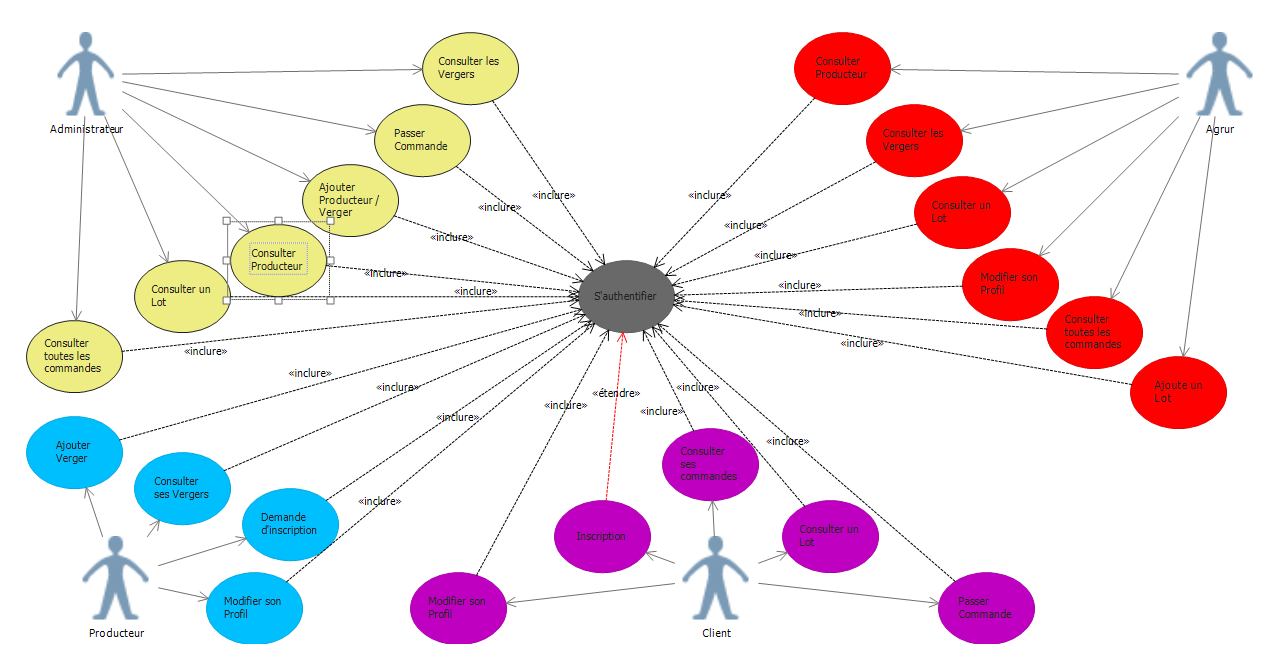 Consulter les
Vergers
Consulter
Producteur
Administrateur
Agrur
Passer
Commande
Consulter les
Vergers
Ajouter
Producteur /
Verger
«inclure»
«inclure»
«inclure»
Consulter un
Lot
«inclure»
«inclure»
«inclure»
Consulter
Producteur
«inclure»
«inclure»
Modifier son
Profil
Consulter un
Lot
«inclure»
S'authentifier
«inclure»
«inclure»
Consulter
toutes les
commandes
Consulter
toutes les
commandes
«inclure»
«inclure»
«inclure»
«inclure»
«étendre»
«inclure»
Ajoute un
Lot
«inclure»
«inclure»
«inclure»
Ajouter
Verger
«inclure»
Consulter
ses
commandes
Consulter
ses Vergers
«inclure»
Demande
d'inscription
Inscription
Consulter un
Lot
Modifier son
Profil
Modifier son
Profil
Passer
Commande
Producteur
Client